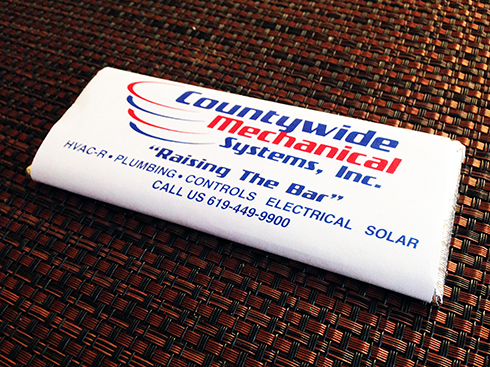 Countywide
Mechanical
Systems, Inc.
"Raising The Bar"
HVAC-R • PLUMBING • CONTROLS ELECTRICAL SOLAR
CALL US 619-449-9900